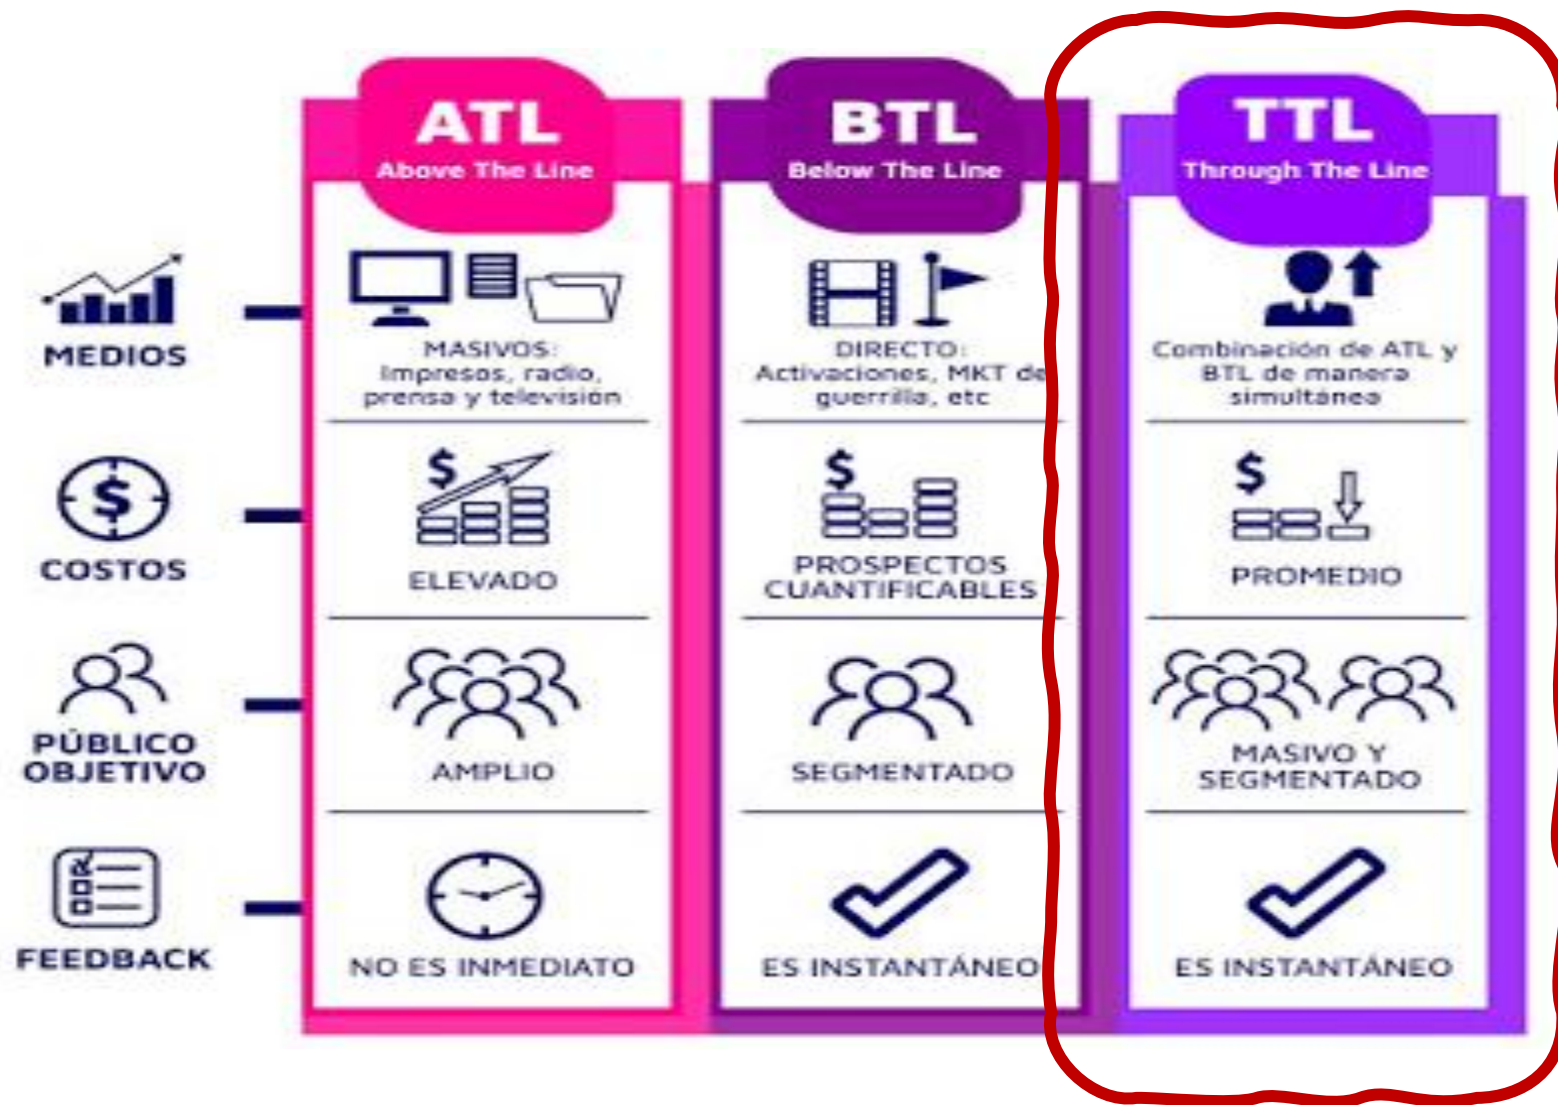 ATL
Above The Line
BTL
Below The Line
TTL
Through The Line
MEDIOS
MASIVOS:
Impresos, radio,
prensa y televisión
DIRECTO:
Activaciones, MKT de
guerrilla, etc
Combinación de ATL y
BTL de manera
simultánea
COSTOS
$
$
ELEVADO
$
PROSPECTOS
CUANTIFICABLES
$
PROMEDIO
PÚBLICO
OBJETIVO
AMPLIO
SEGMENTADO
MASIVO Y
SEGMENTADO
FEEDBACK
NO ES INMEDIATO
ES INSTANTÁNEO
ES INSTANTÁNEO